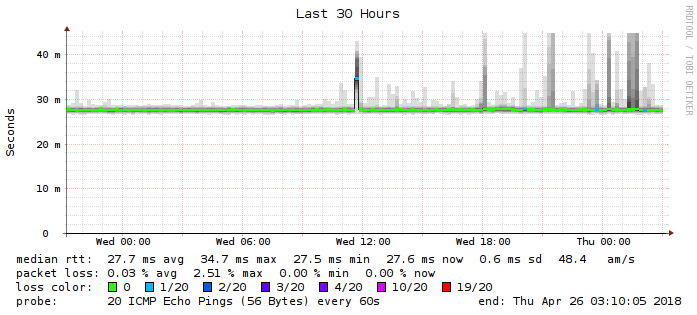 Last 30 Hours
RRDTOOL / TOBI OETIKER
Seconds
40 m
30 m
20 m
10 m
0
Wed 00:00 Wed 06:00 Wed 12:00 Wed 18:00 Thu 00:00
median rtt: 27.7 ms avg 34.7 ms max 27.5 ms min 27.6 ms now 0.6 ms sd 48.4 am/s
packet loss: 0.03 % avg 2.51 % max 0.00 % min 0.00 % now
loss color: 0 1/20 2/20 3/20 4/20 10/20 19/20
probe: 20 ICMP Echo Pings (56 Bytes) every 60s end: Thu Apr 26 03:10:05 2018